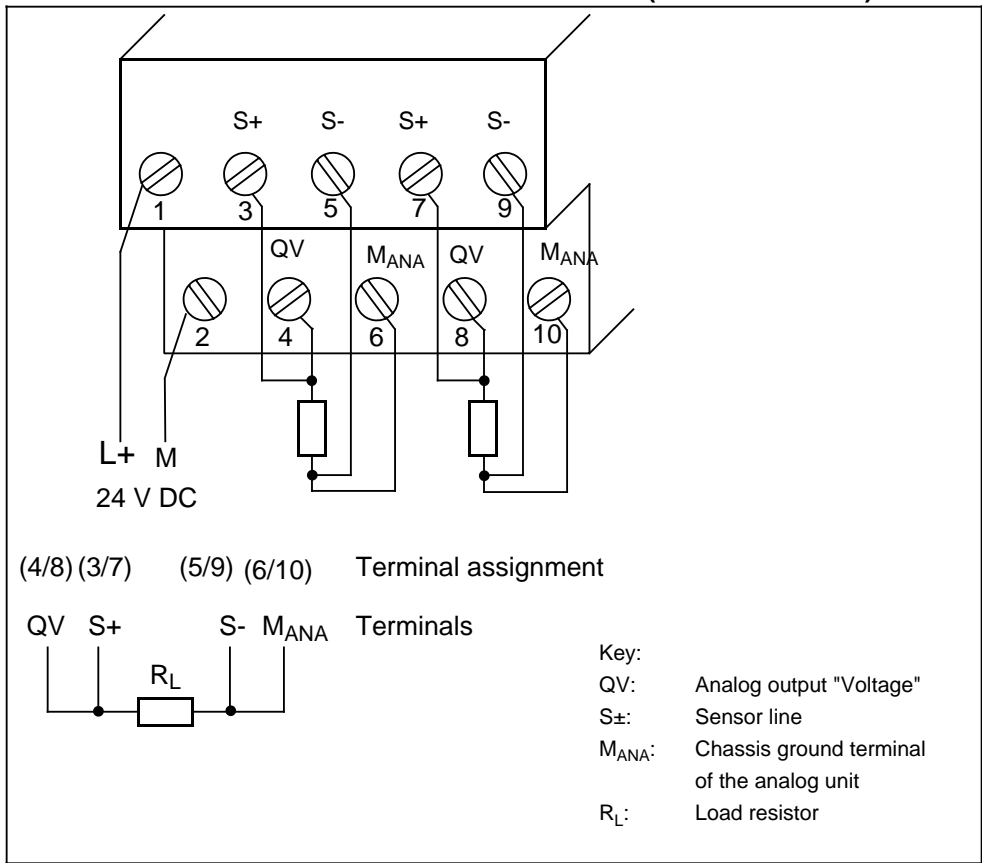 S+ S- S+ S-
1 3 5 7 9
QV MANA QV MANA
2 4 6 8 10
L+ M
24 V DC
(4/8) (3/7) (5/9) (6/10) Terminal assignment
QV S+ S- MANA Terminals
RL
Key:
QV: Analog output "Voltage"
S±: Sensor line
MANA: Chassis ground terminal
of the analog unit
RL: Load resistor